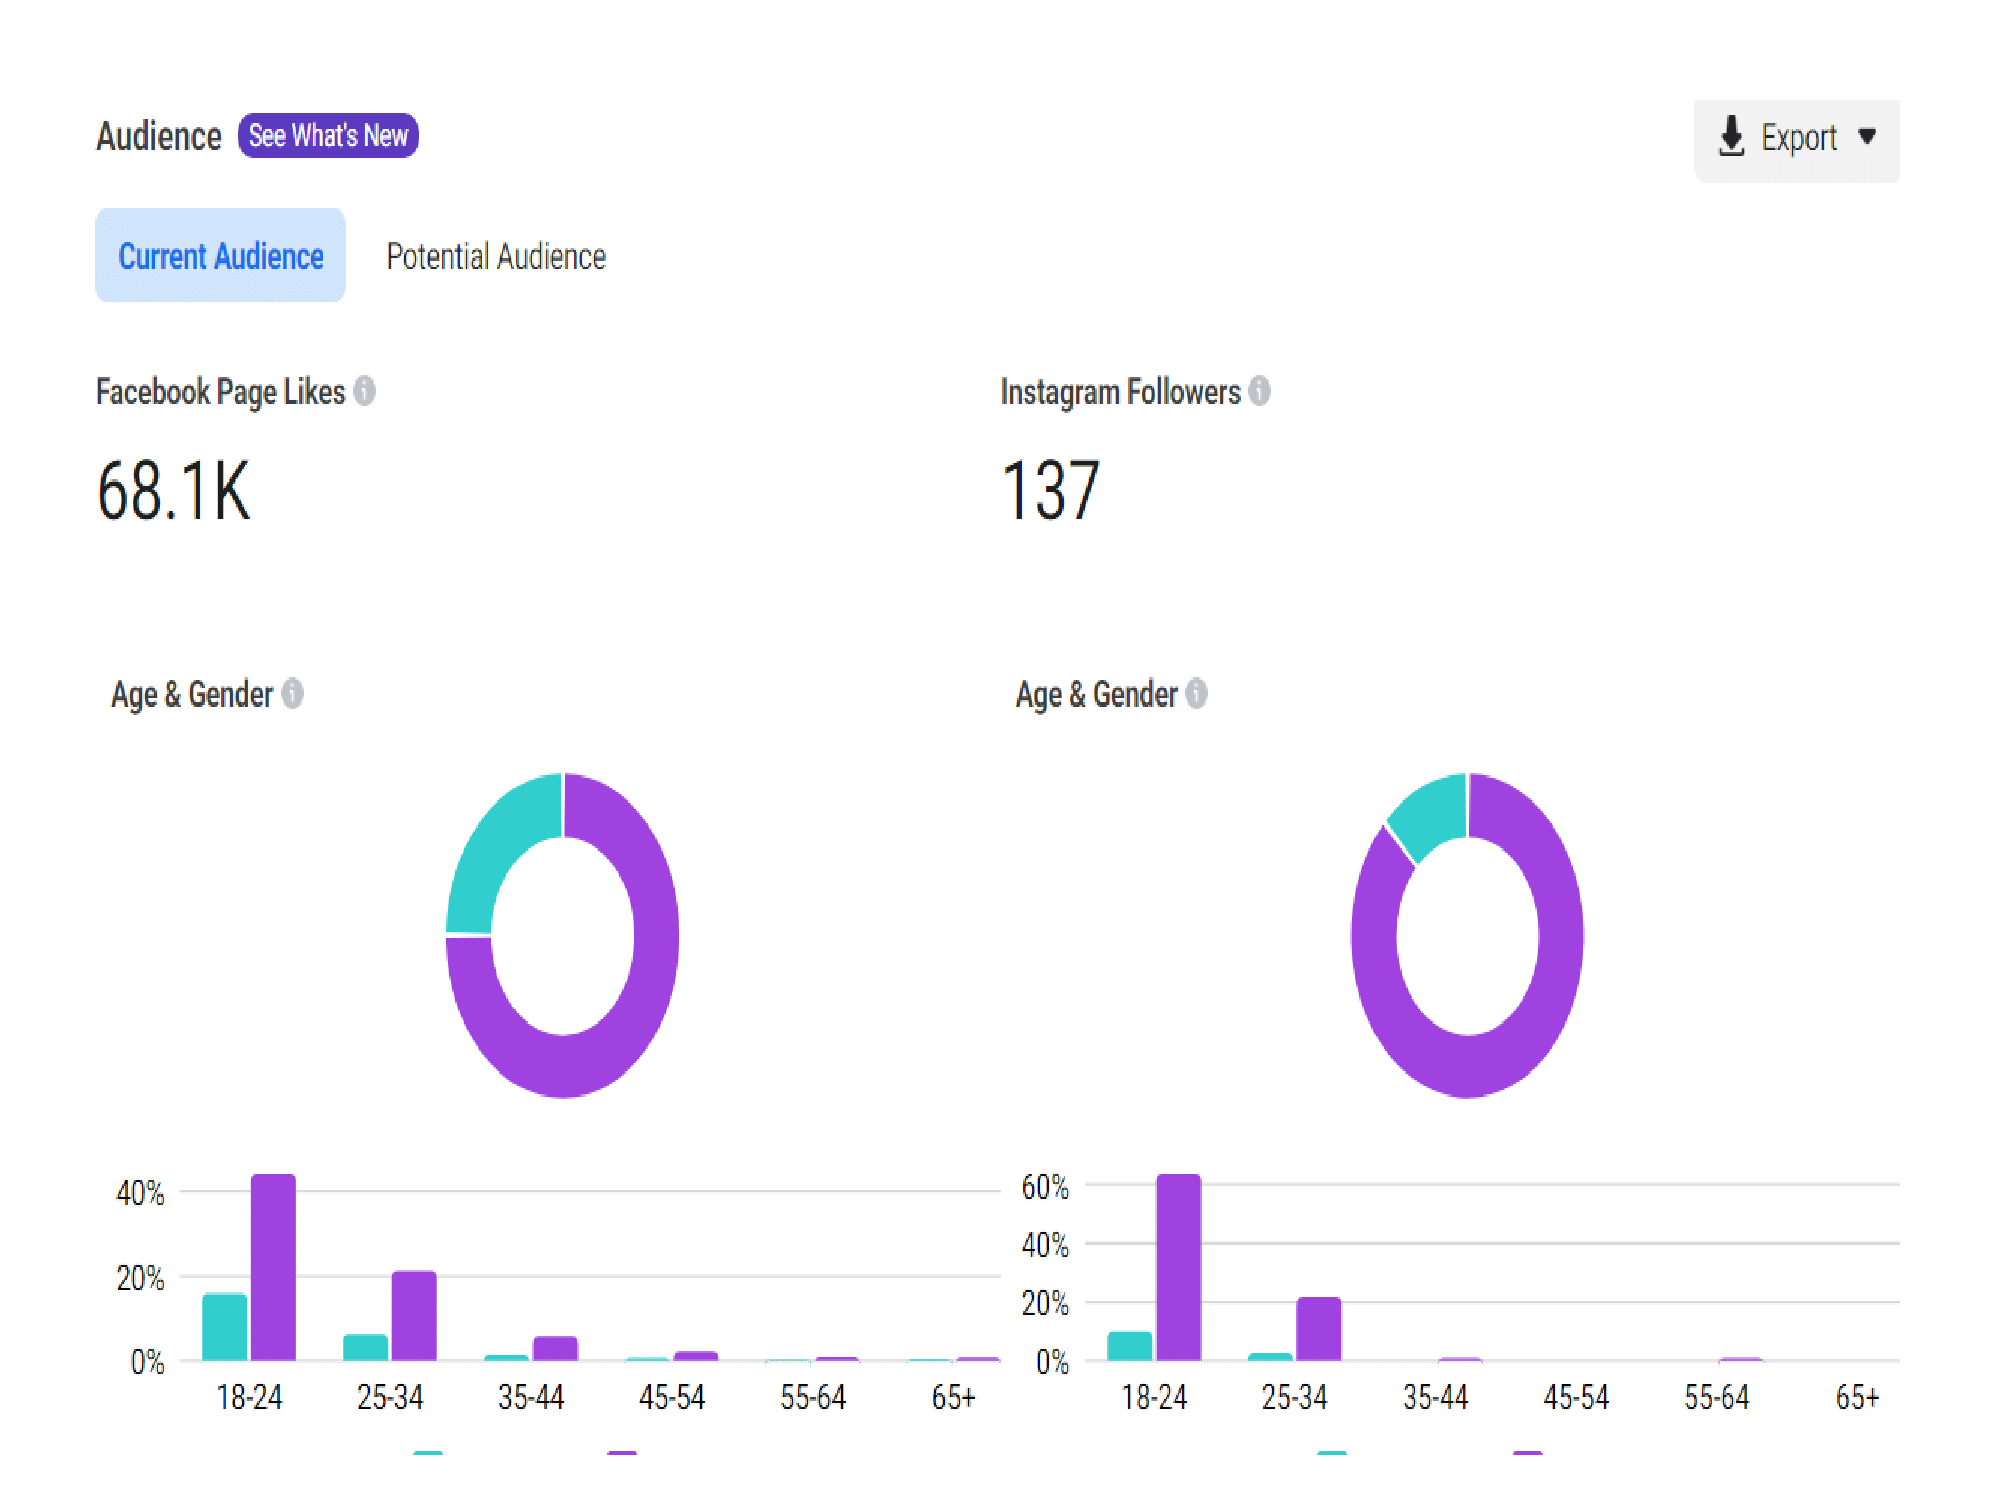 Audience See What's New
Export
Current Audience Potential Audience
Facebook Page Likes
68.1K
Instagram Followers
137
Age & Gender
40%
20%
0%
18-24 25-34 35-44 45-54 55-64 65+
Age & Gender
60%
40%
20%
0%
18-24 25-34 35-44 45-54 55-64 65+